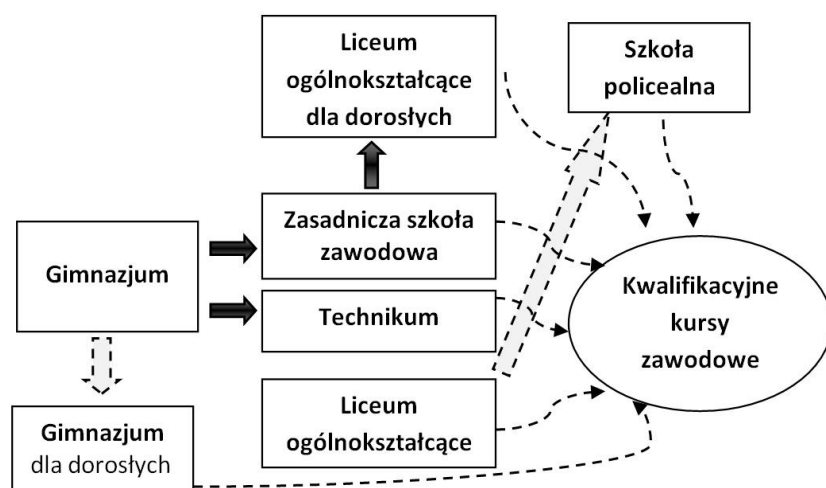 Liceum
ogólnokształcące
dla dorosłych
Szkoła
policealna
Zasadnicza szkoła
zawodowa
Gimnazjum
Technikum
Kwalifikacyjne
kursy
zawodowe
Liceum
ogólnokształcące
Gimnazjum
dla dorosłych